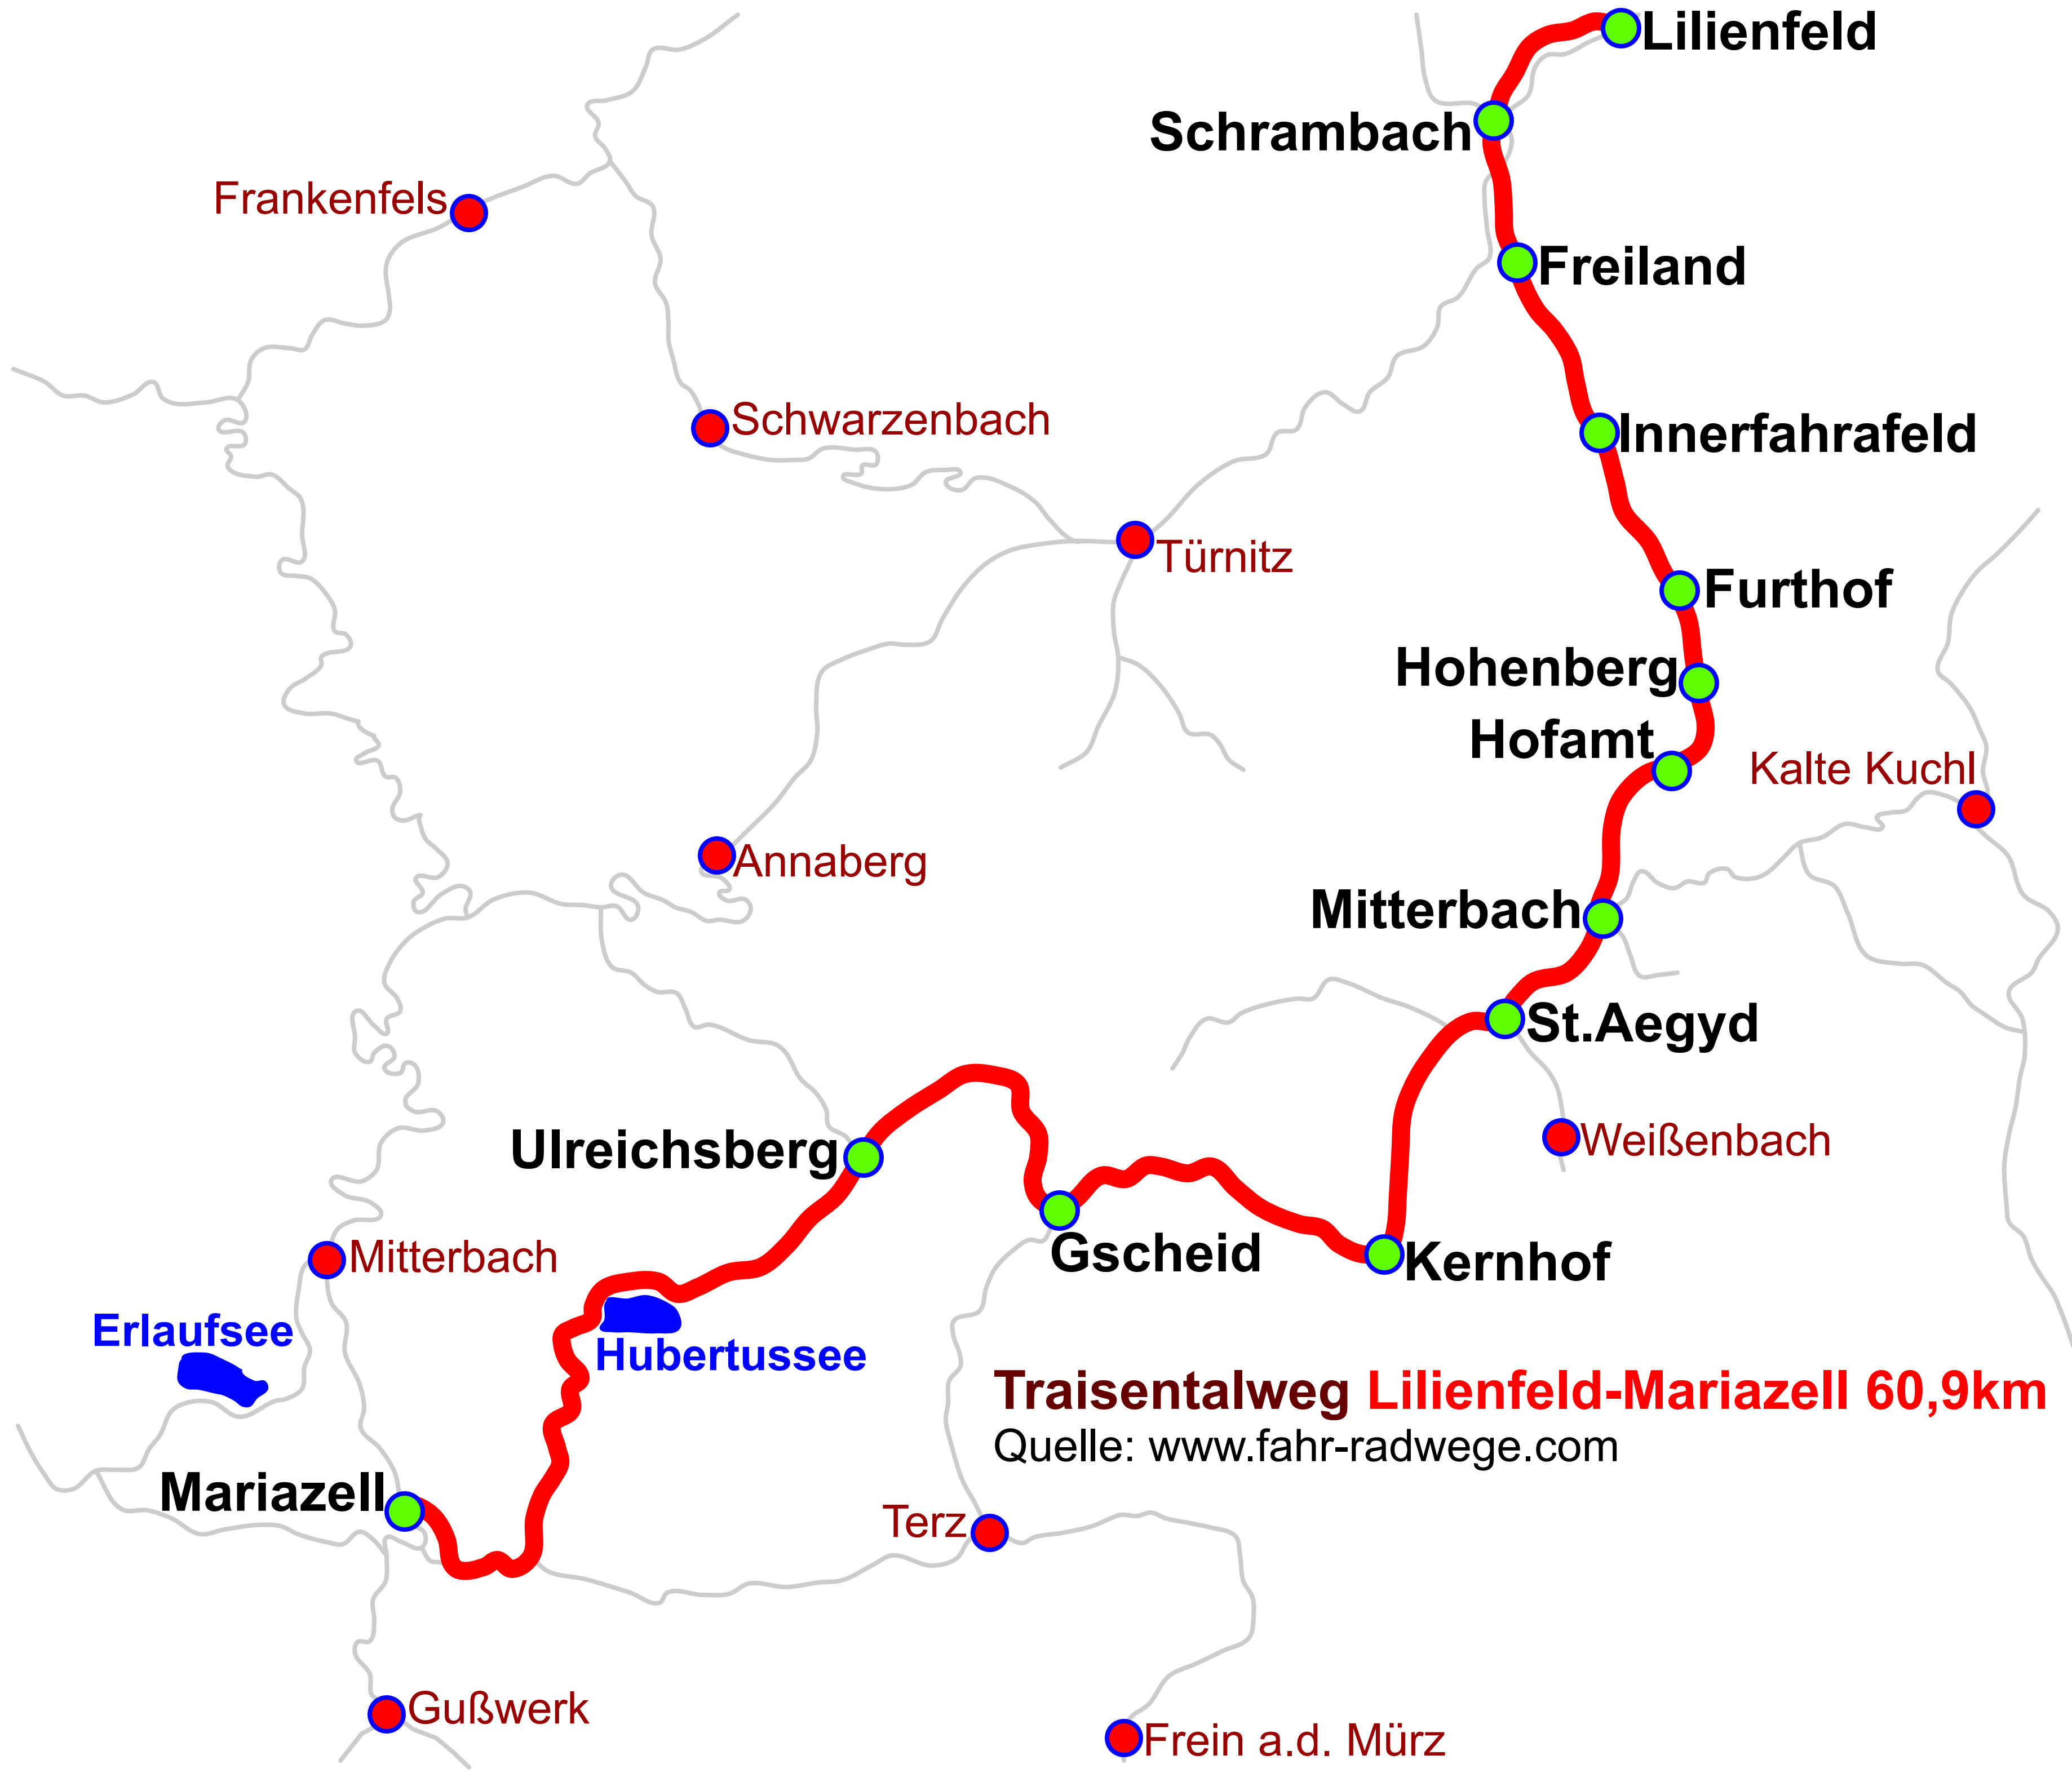 Lilienfeld
Schrambach
Frankenfels
Freiland
Schwarzenbach
Innerfahrafeld
Türnitz
Furthof
Hohenberg
Hofamt
Kalte Kuchl
Annaberg
Mitterbach
St.Aegyd
Ulreichsberg
Weißenbach
Mitterbach
Gscheid
Kernhof
Erlaufsee
Hubertussee
Traisentalweg Lilienfeld-Mariazell 60,9km
Quelle: www.fahr-radwege.com
Mariazell
Terz
Gußwerk
Frein a.d. Mürz